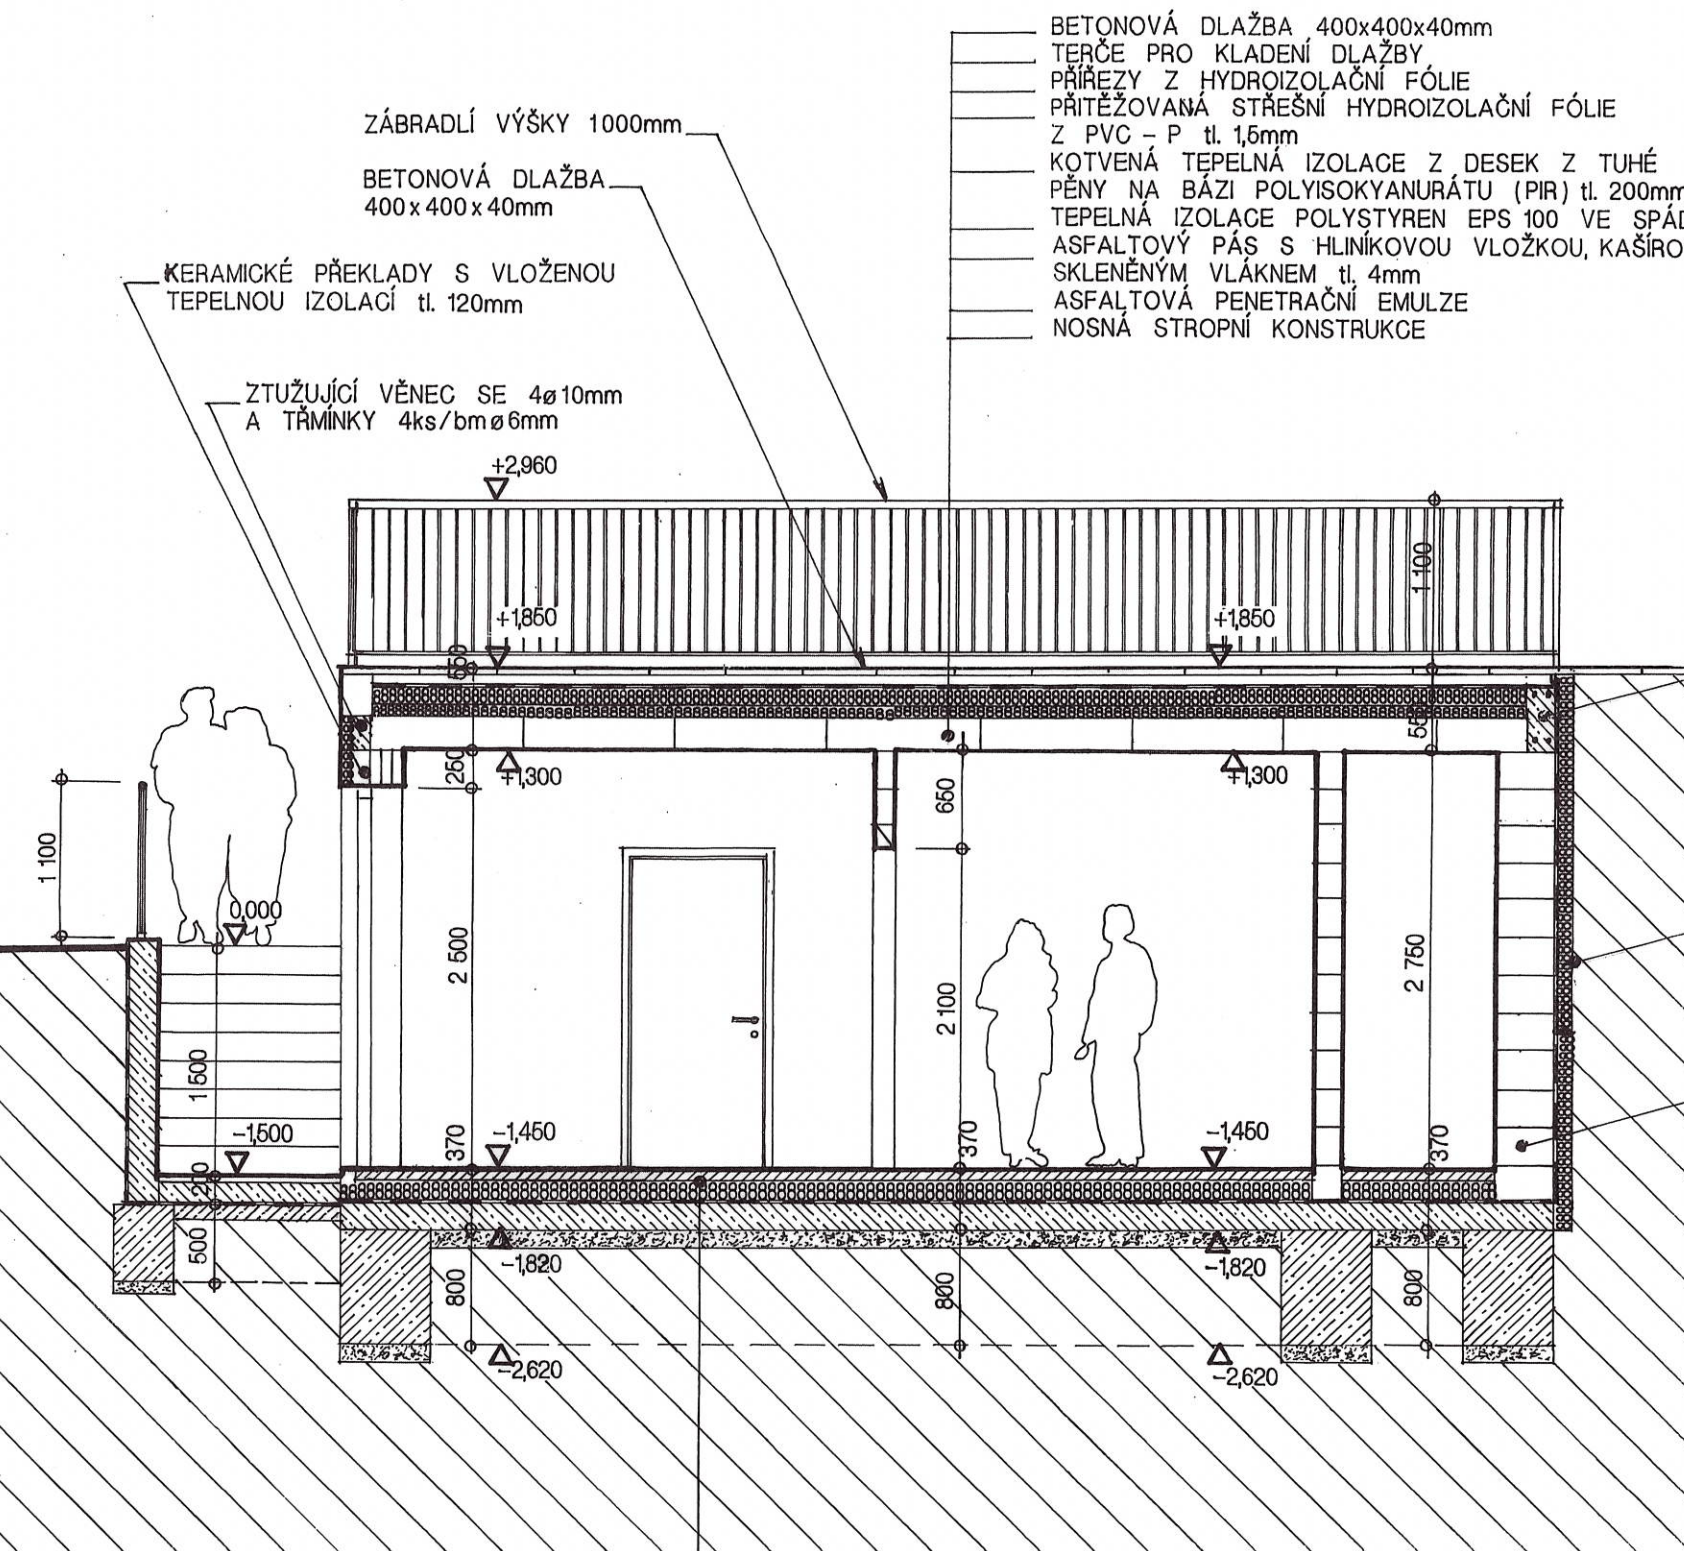 BETONOVÁ DLAŽBA 400x400x40mm
TERČE PRO KLADENÍ DLAŽBY
PŘÍŘEZY Z HYDROIZOLAČNÍ FÓLIE
PŘITĚŽOVANÁ STŘEŠNÍ HYDROIZOLAČNÍ FÓLIE
Z PVC - P tl. 1,5mm
KOTVENÁ TEPELNÁ IZOLACE Z DESEK Z TUHÉ
PĚNY NA BÁZI POLYISOKYANURÁTU (PIR) tl. 200mm
TEPELNÁ IZOLACE POLYSTYREN EPS 100 VE SPÁD
ASFALTOVÝ PÁS S HLINÍKOVOU VLOŽKOU, KAŠÍRO
SKLENĚNÝM VLÁKNEM tl. 4mm
ASFALTOVÁ PENETRAČNÍ EMULZE
NOSNÁ STROPNÍ KONSTRUKCE
ZÁBRADLÍ VÝŠKY 1000mm
BETONOVÁ DLAŽBA
400x400x40mm
KERAMICKÉ PŘEKLADY S VLOŽENOU
TEPELNOU IZOLACÍ tl. 120mm
ZTUŽUJÍCÍ VĚNEC SE 4ø10mm
A TŘMÍNKY 4ks/bmø6mm
+2,960
1 100
+1,850
+1,850
550
550
250
+1,300
+1,300
650
1 100
0,000
2 500
2 100
2 750
1 500
-1,500
370
-1,450
370
-1,450
370
200
500
-1,820
-1,820
800
800
800
-2,620
-2,620